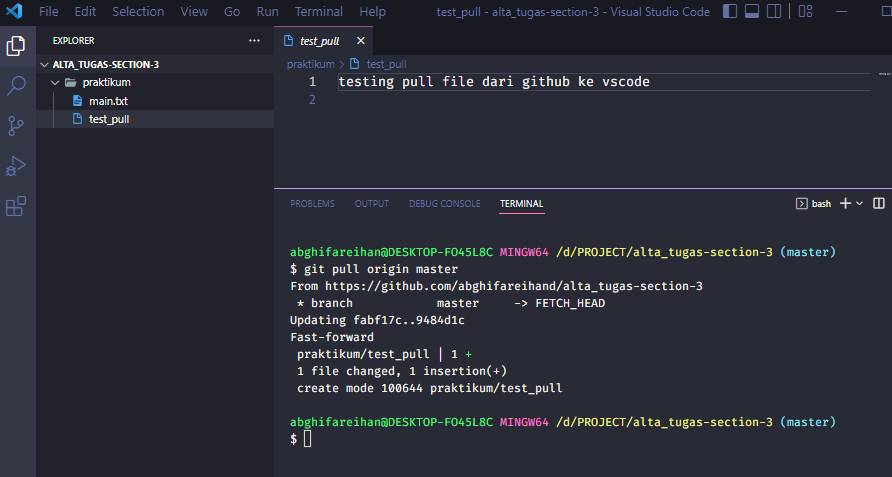 File Edit Selection View Go Run Terminal Help test_pull - alta_tugas-section-3 - Visual Studio Code
EXPLORER ...
ALTA_TUGAS-SECTION-3
praktikum
main.txt
test_pull
test_pull
praktikum > test_pull
1 testing pull file dari github ke vscode
2
PROBLEMS OUTPUT DEBUG CONSOLE TERMINAL bash
abghifareihan@DESKTOP-FO45L8C MINGW64 /d/PROJECT/alta_tugas-section-3 (master)
$ git pull origin master
From https://github.com/abghifareihand/alta_tugas-section-3
* branch master -> FETCH_HEAD
Updating fabf17c..9484d1c
Fast-forward
praktikum/test_pull | 1 +
1 file changed, 1 insertion(+)
create mode 100644 praktikum/test_pull
abghifareihan@DESKTOP-FO45L8C MINGW64 /d/PROJECT/alta_tugas-section-3 (master)
$